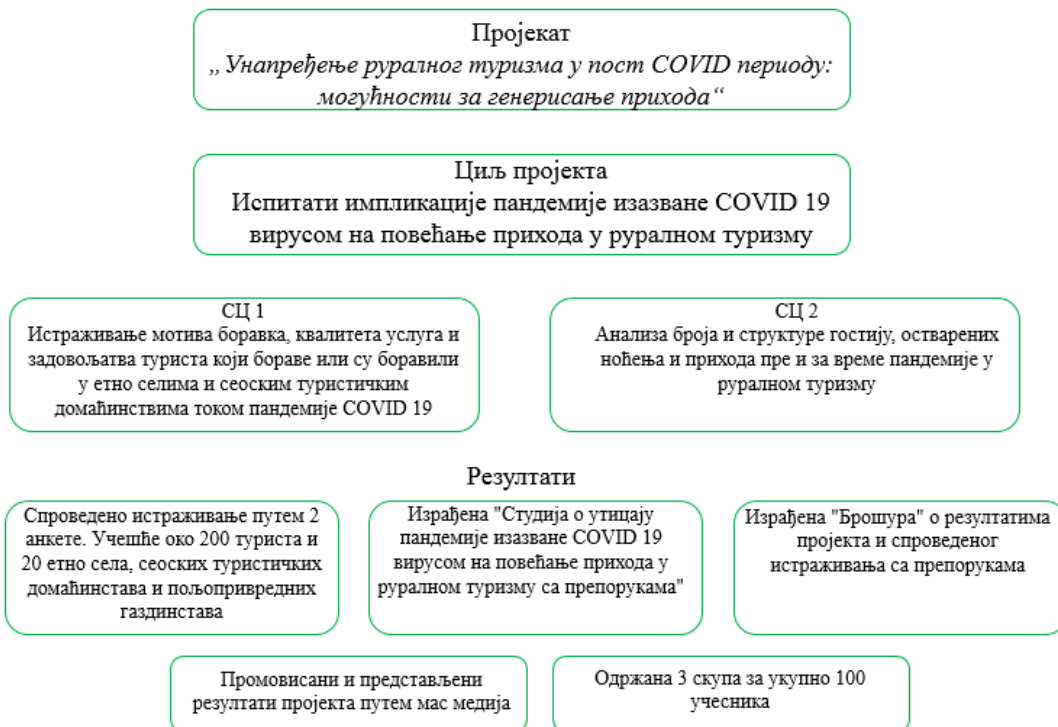 Пројекат
„Унапређење руралног туризма у пост COVID периоду:
могућности за генерисање прихода“
Циљ пројекта
Испитати импликације пандемије изазване COVID 19
вирусом на повећање прихода у руралном туризму
СЦ 1
Истраживање мотива боравка, квалитета услуга и
задовољатва туриста који бораве или су боравили
у етно селима и сеоским туристичким
домаћинствима током пандемије COVID 19
СЦ 2
Анализа броја и структуре гостију, остварених
ноћења и прихода пре и за време пандемије у
руралном туризму
Резултати
Спроведено истраживање путем 2
анкете. Учешће око 200 туриста и
20 етно села, сеоских туристичких
домаћинстава и пољопривредних
газдинстава
Израђена "Студија о утицају
пандемије изазване COVID 19
вирусом на повећање прихода у
руралном туризму са препорукама"
Израђена "Брошура" о резултатима
пројекта и спроведеног
истраживања са препорукама
Промовисани и представљени
резултати пројекта путем мас медија
Одржана 3 скупа за укупно 100
учесника